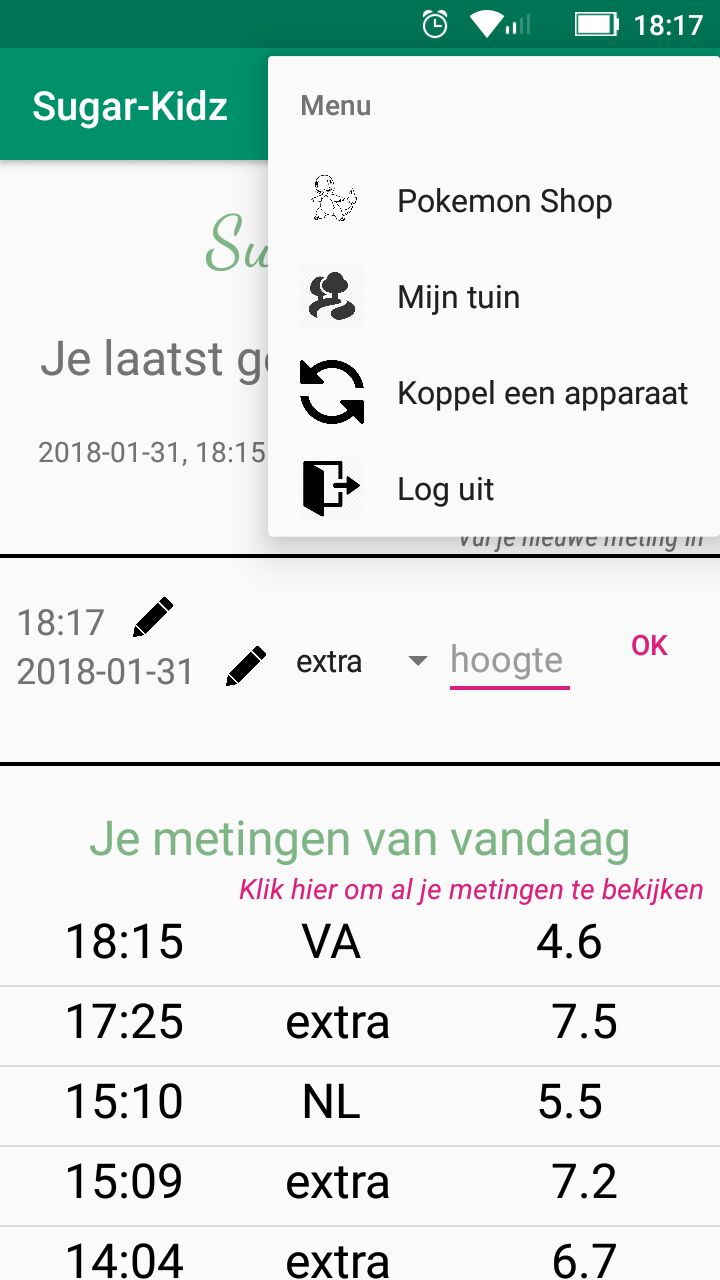 18:17
Sugar-Kidz
Menu
Pokemon Shop
Mijn tuin
Koppel een apparaat
Log uit
Su
Je laatst g
2018-01-31, 18:15
Vul je nieuwe meting in
18:17
2018-01-31
extra
hoogte
OK
Je metingen van vandaag
Klik hier om al je metingen te bekijken
18:15 VA 4.6
17:25 extra 7.5
15:10 NL 5.5
15:09 extra 7.2
14:04 extra 6.7